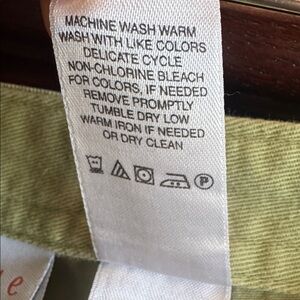 MACHINE WASH WARM
WASH WITH LIKE COLORS
DELICATE CYCLE
NON-CHLORINE BLEACH
FOR COLORS, IF NEEDED
REMOVE PROMPTLY
TUMBLE DRY LOW
WARM IRON IF NEEDED
OR DRY CLEAN
P
e